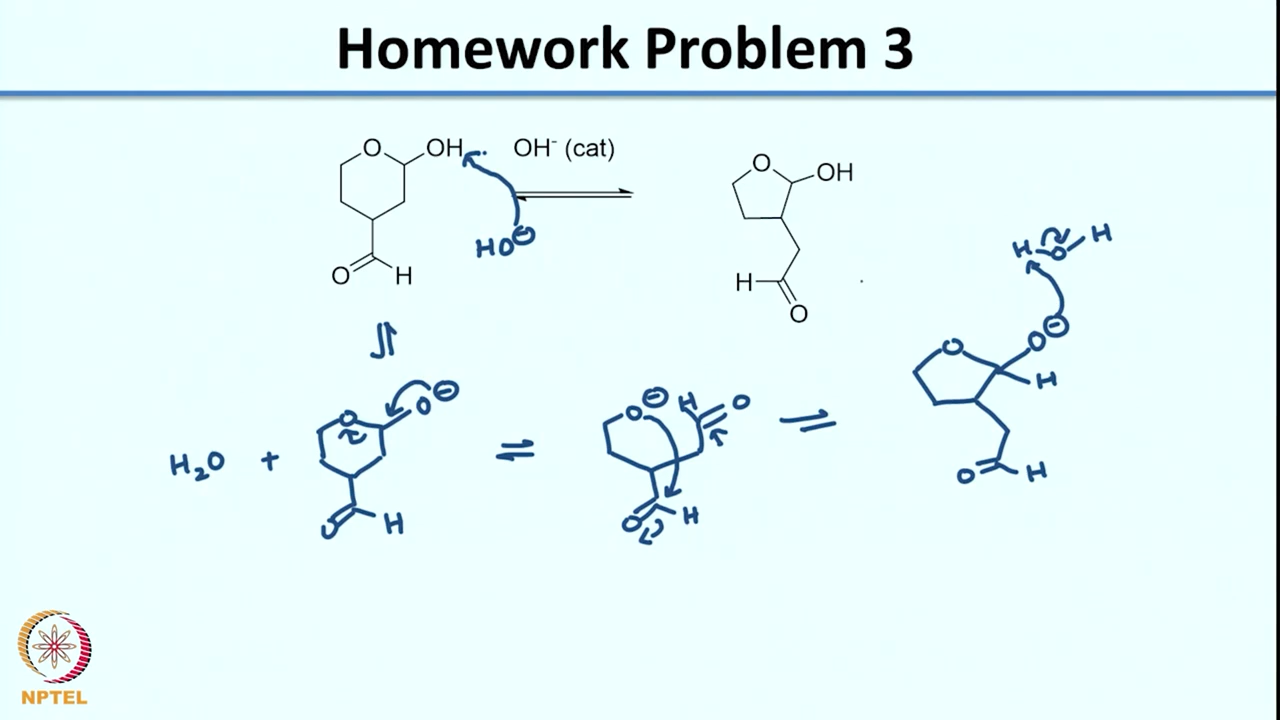 Homework Problem 3
O OH OH⁻ (cat) O OH
HO⊖
O H H O
H O H
O⊖
O H
O⊖
O
H₂O + O H
O⊖ H O
O H
O H
NPTEL